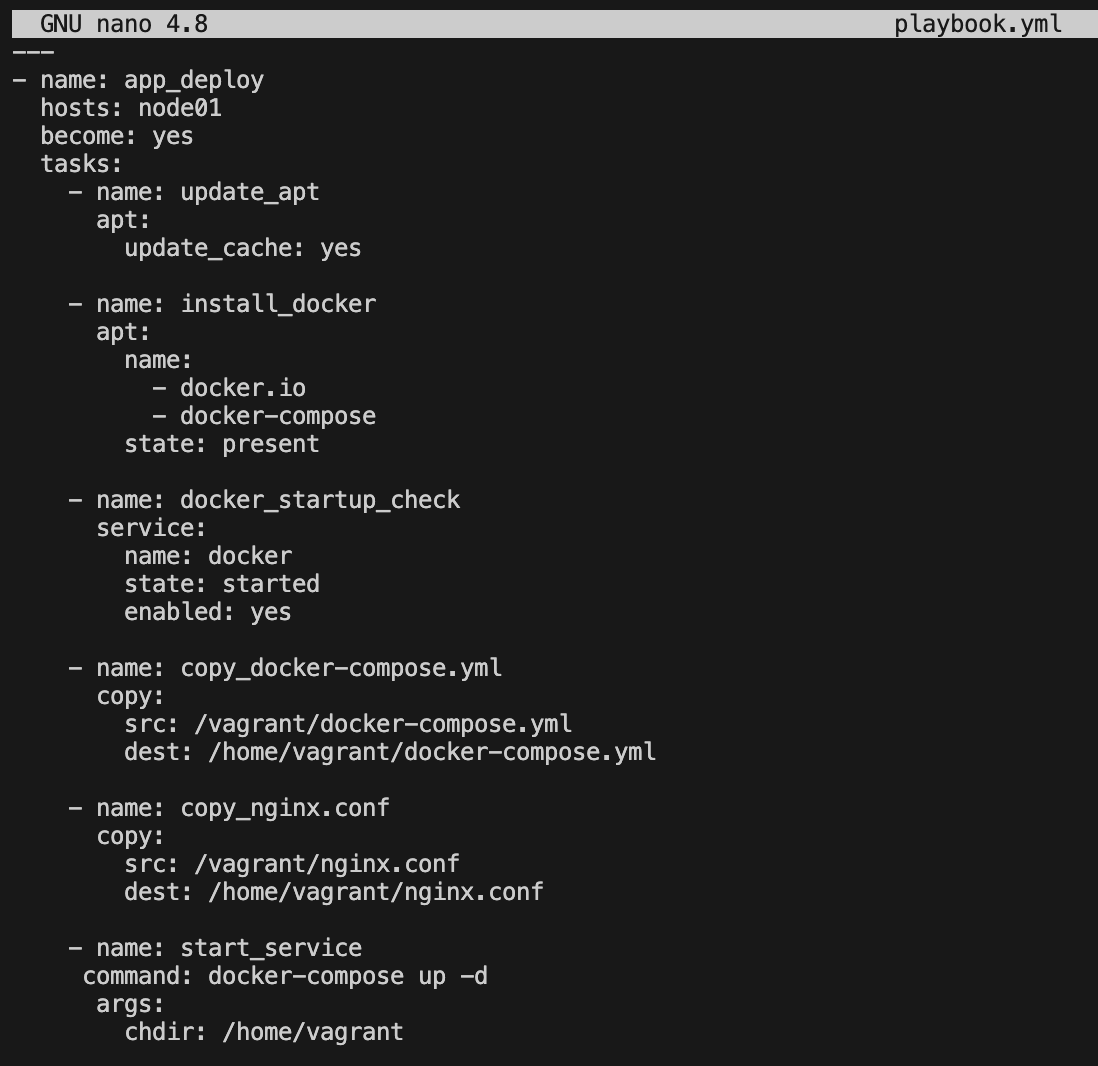 GNU nano 4.8 playbook.yml
---
- name: app_deploy
  hosts: node01
  become: yes
  tasks:
    - name: update_apt
      apt:
        update_cache: yes

    - name: install_docker
      apt:
        name:
          - docker.io
          - docker-compose
        state: present

    - name: docker_startup_check
      service:
        name: docker
        state: started
        enabled: yes

    - name: copy_docker-compose.yml
      copy:
        src: /vagrant/docker-compose.yml
        dest: /home/vagrant/docker-compose.yml

    - name: copy_nginx.conf
      copy:
        src: /vagrant/nginx.conf
        dest: /home/vagrant/nginx.conf

    - name: start_service
     command: docker-compose up -d
      args:
        chdir: /home/vagrant